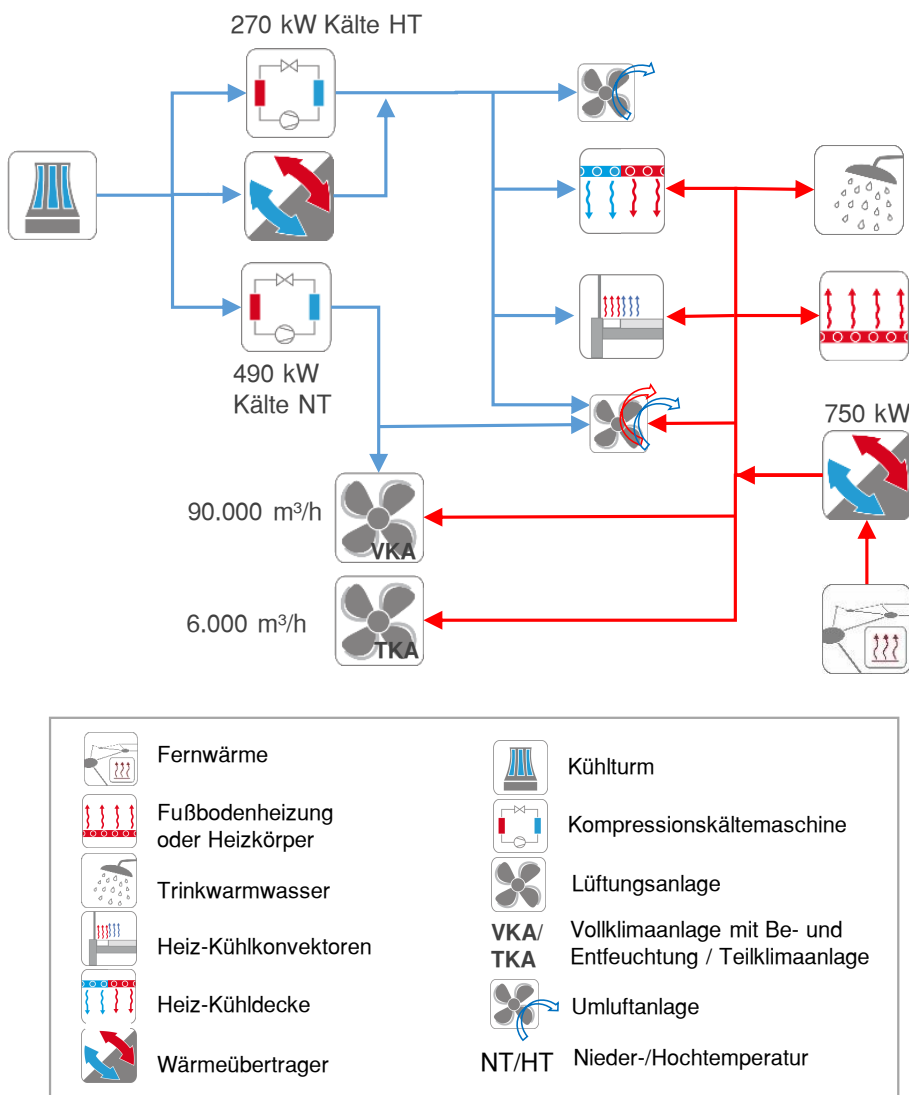 270 kW Kälte HT
490 kW
Kälte NT
750 kW
90.000 m³/h
VKA
6.000 m³/h
TKA
Fernwärme
Fußbodenheizung
oder Heizkörper
Trinkwarmwasser
Heiz-Kühlkonvektoren
Heiz-Kühldecke
Wärmeübertrager
Kühlturm
Kompressionskältemaschine
Lüftungsanlage
VKA/ Vollklimaanlage mit Be- und
TKA Entfeuchtung / Teilklimaanlage
Umluftanlage
NT/HT Nieder-/Hochtemperatur